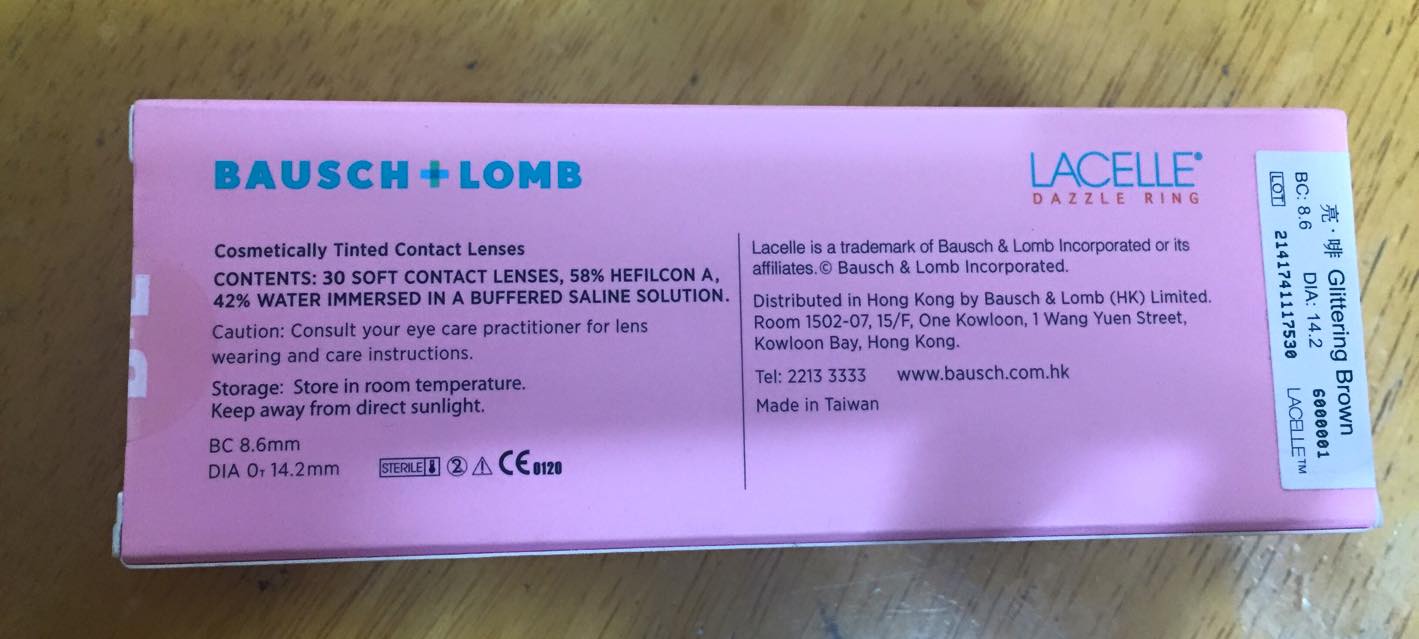 BAUSCH + LOMB
Cosmetically Tinted Contact Lenses
CONTENTS: 30 SOFT CONTACT LENSES, 58% HEFILCON A,
42% WATER IMMERSED IN A BUFFERED SALINE SOLUTION.
Caution: Consult your eye care practitioner for lens
wearing and care instructions.
Storage: Store in room temperature.
Keep away from direct sunlight.
BC 8.6mm
DIA Ø⊤ 14.2mm
STERILE 2 CE 0120
LACELLE®
DAZZLE RING
Lacelle is a trademark of Bausch & Lomb Incorporated or its
affiliates.© Bausch & Lomb Incorporated.
Distributed in Hong Kong by Bausch & Lomb (HK) Limited.
Room 1502-07, 15/F, One Kowloon, 1 Wang Yuen Street,
Kowloon Bay, Hong Kong.
Tel: 2213 3333 www.bausch.com.hk
Made in Taiwan
亮·啡 Glittering Brown
BC: 8.6 DIA: 14.2 6000001
LOT 21417411117530 LACELLE™